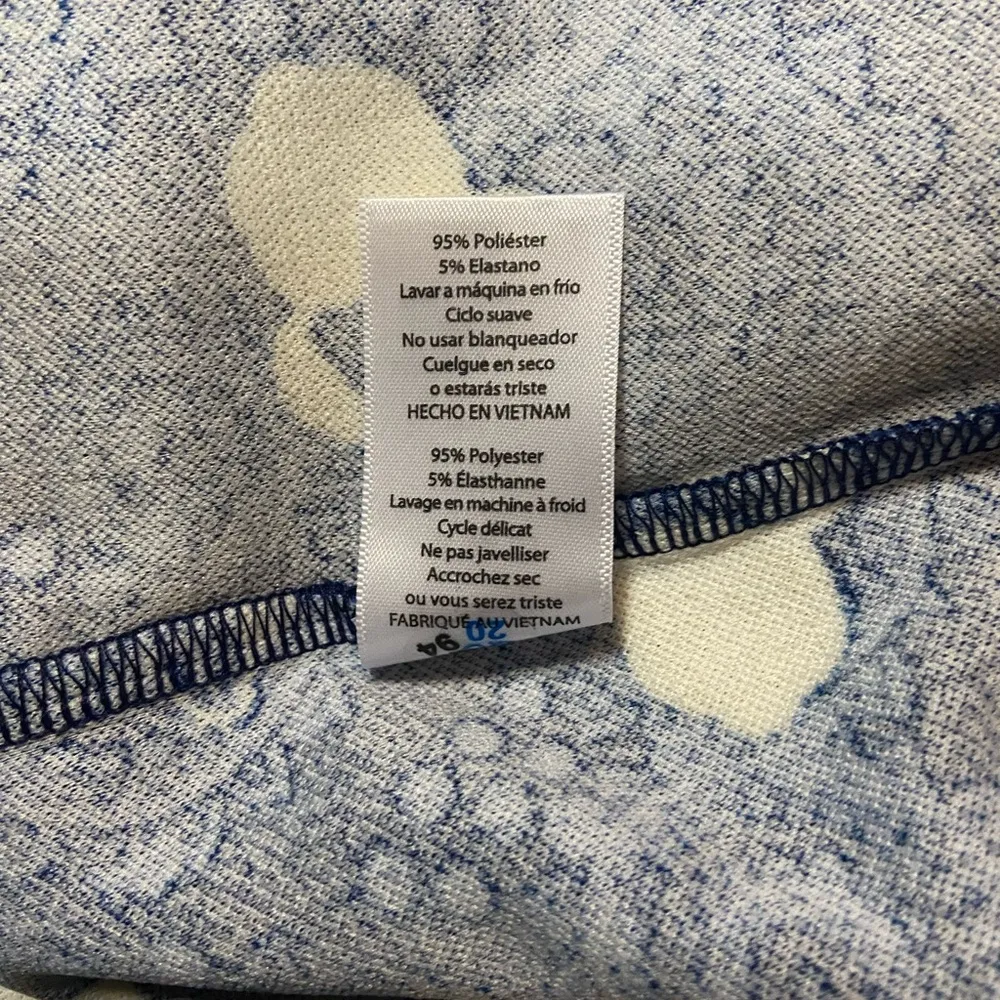 95% Poliéster
5% Elastano
Lavar a máquina en frío
Ciclo suave
No usar blanqueador
Cuelgue en seco
o estarás triste
HECHO EN VIETNAM
95% Polyester
5% Élasthanne
Lavage en machine à froid
Cycle délicat
Ne pas javelliser
Accrochez sec
ou vous serez triste
FABRIQUÉ AU VIETNAM
94 20